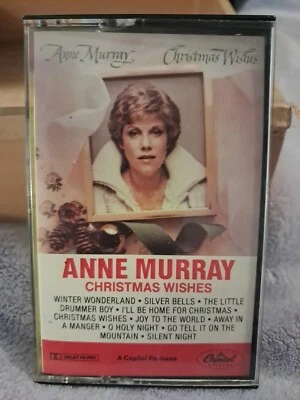 Anne Murray Christmas Wishes
ANNE MURRAY
CHRISTMAS WISHES
WINTER WONDERLAND • SILVER BELLS • THE LITTLE
DRUMMER BOY • I'LL BE HOME FOR CHRISTMAS •
CHRISTMAS WISHES • JOY TO THE WORLD • AWAY IN
A MANGER • O HOLY NIGHT • GO TELL IT ON THE
MOUNTAIN • SILENT NIGHT
A Capitol Re-Issue
Capitol